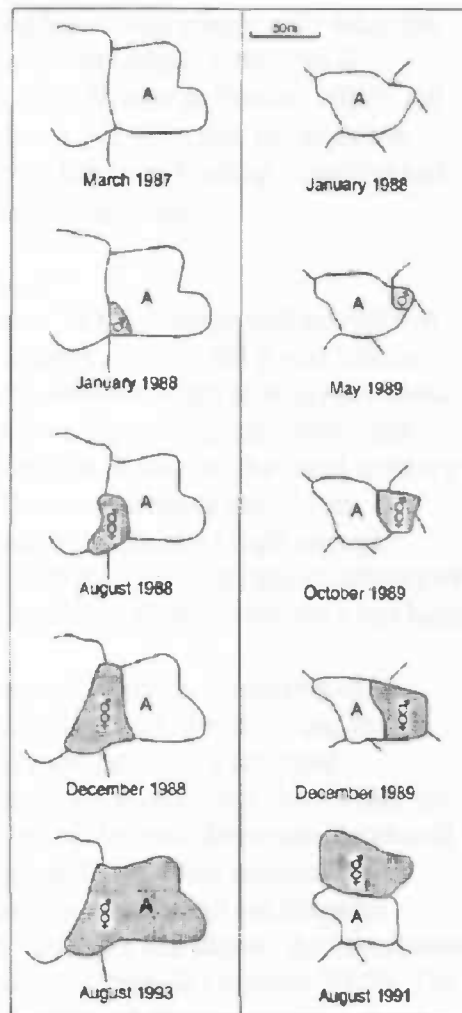 A
March 1987
A
♂
January 1988
A
♀♂
August 1988
A
♀♂
December 1988
A
♀♂
August 1993
50m
A
January 1988
A
♂
May 1989
A
♀♂
October 1989
A
♀♂
December 1989
♀♂
A
August 1991